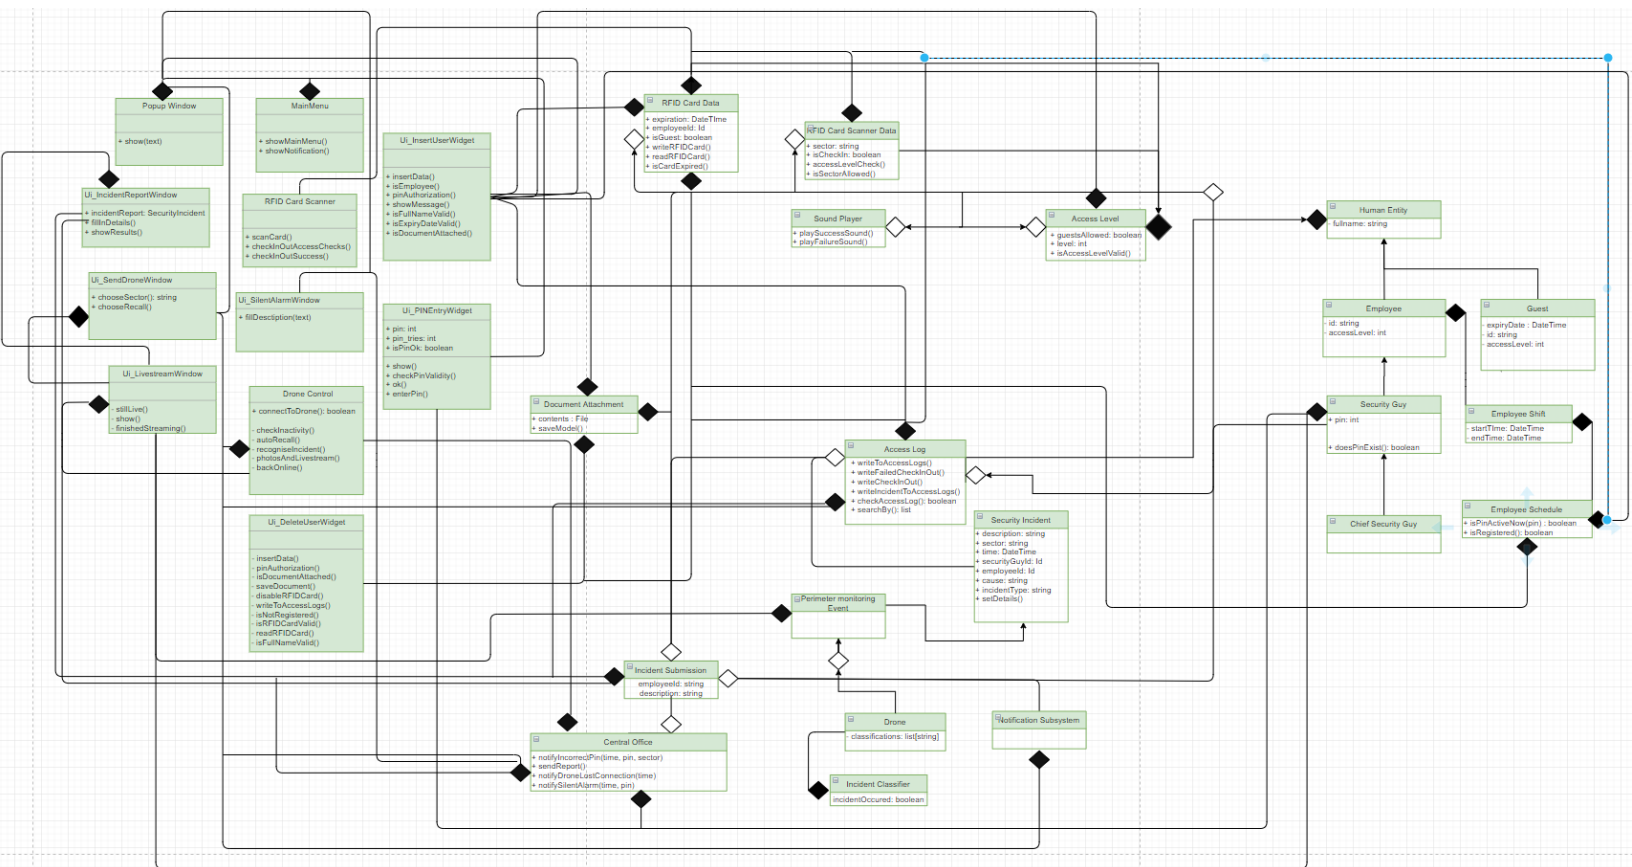 Popup Window
+ show(text)
MainMenu
+ showMainMenu()
+ showNotification()
Ui_InsertUserWidget
+ insertData()
+ isEmployee()
+ pinAuthorization()
+ showMessage()
+ isFullNameValid()
+ isExpiryDateValid()
+ isDocumentAttached()
RFID Card Data
+ expiration: DateTIme
+ employeeId: Id
+ isGuest: boolean
+ writeRFIDCard()
+ readRFIDCard()
+ isCardExpired()
RFID Card Scanner Data
+ sector: string
+ isCheckIn: boolean
+ accessLevelCheck()
+ isSectorAllowed()
Ui_IncidentReportWindow
+ incidentReport: SecurityIncident
+ fillInDetails()
+ showResults()
RFID Card Scanner
+ scanCard()
+ checkInOutAccessChecks()
+ checkInOutSuccess()
Sound Player
+ playSuccessSound()
+ playFailureSound()
Access Level
+ guestsAllowed: boolean
+ level: int
+ isAccessLevelValid()
Human Entity
- fullname: string
Ui_SendDroneWindow
+ chooseSector(): string
+ chooseRecall()
Ui_SilentAlarmWindow
+ fillDesctiption(text)
Ui_PINEntryWidget
+ pin: int
+ pin_tries: int
+ isPinOk: boolean
+ show()
+ checkPinValidity()
+ ok()
+ enterPin()
Employee
- id: string
- accessLevel: int
Guest
- expiryDate : DateTime
- id: string
- accessLevel: int
Ui_LivestreamWindow
- stillLive()
- show()
- finishedStreaming()
Drone Control
+ connectToDrone(): boolean
- checkInactivity()
- autoRecall()
- recogniseIncident()
- photosAndLivestream()
- backOnline()
Document Attachment
+ contents : File
+ saveModel()
Access Log
+ writeToAccessLogs()
+ writeFailedCheckInOut()
+ writeCheckInOut()
+ writeIncidentToAccessLogs()
+ checkAccessLog(): boolean
+ searchBy(): list
Security Guy
+ pin: int
+ doesPinExist(): boolean
Employee Shift
- startTIme: DateTime
- endTime: DateTime
Ui_DeleteUserWidget
- insertData()
- pinAuthorization()
- isDocumentAttached()
- saveDocument()
- disableRFIDCard()
- writeToAccessLogs()
- isNotRegistered()
- isRFIDCardValid()
- readRFIDCard()
- isFullNameValid()
Security Incident
+ description: string
+ sector: string
+ time: DateTime
+ securityGuyId: Id
+ employeeId: Id
+ cause: string
+ incidentType: string
+ setDetails()
Chief Security Guy
Employee Schedule
+ isPinActiveNow(pin) : boolean
+ isRegistered(): boolean
Perimeter monitoring
Event
Incident Submission
employeeId: string
description: string
Central Office
+ notifyIncorrectPin(time, pin, sector)
+ sendReport()
+ notifyDroneLostConnection(time)
+ notifySilentAlarm(time, pin)
Drone
- classifications: list[string]
Notification Subsystem
Incident Classifier
incidentOccured: boolean